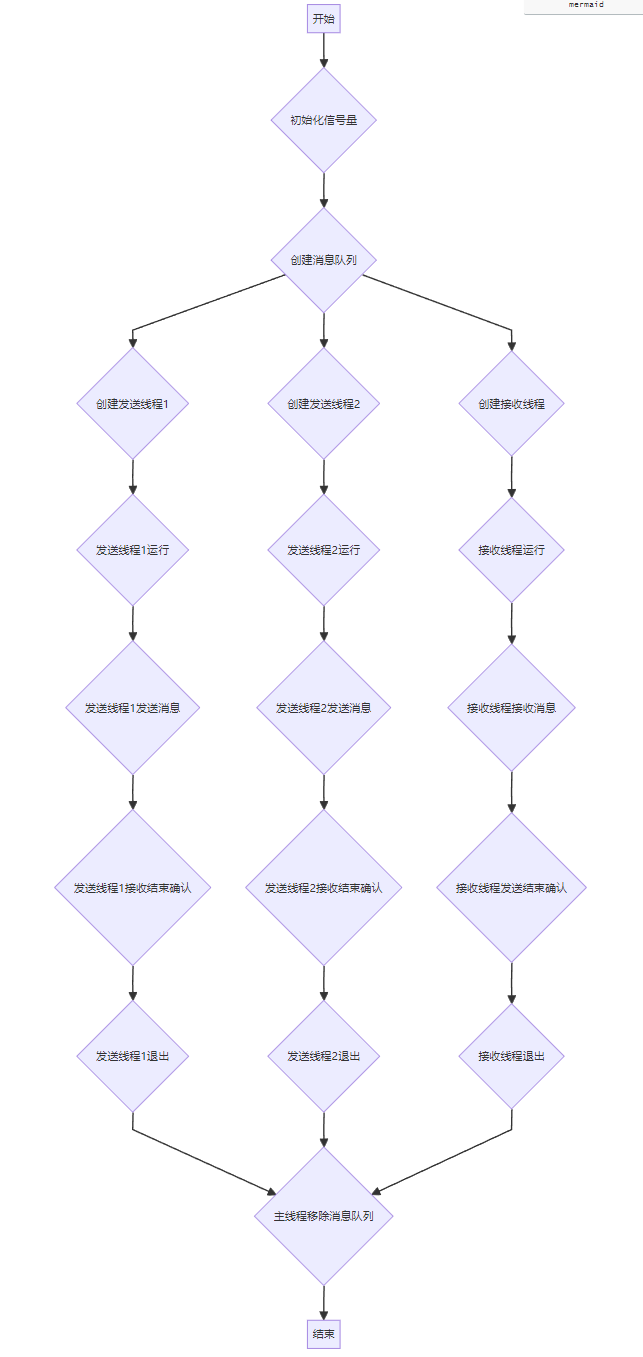 mermaid
开始
初始化信号量
创建消息队列
创建发送线程1
创建发送线程2
创建接收线程
发送线程1运行
发送线程2运行
接收线程运行
发送线程1发送消息
发送线程2发送消息
接收线程接收消息
发送线程1接收结束确认
发送线程2接收结束确认
接收线程发送结束确认
发送线程1退出
发送线程2退出
接收线程退出
主线程移除消息队列
结束